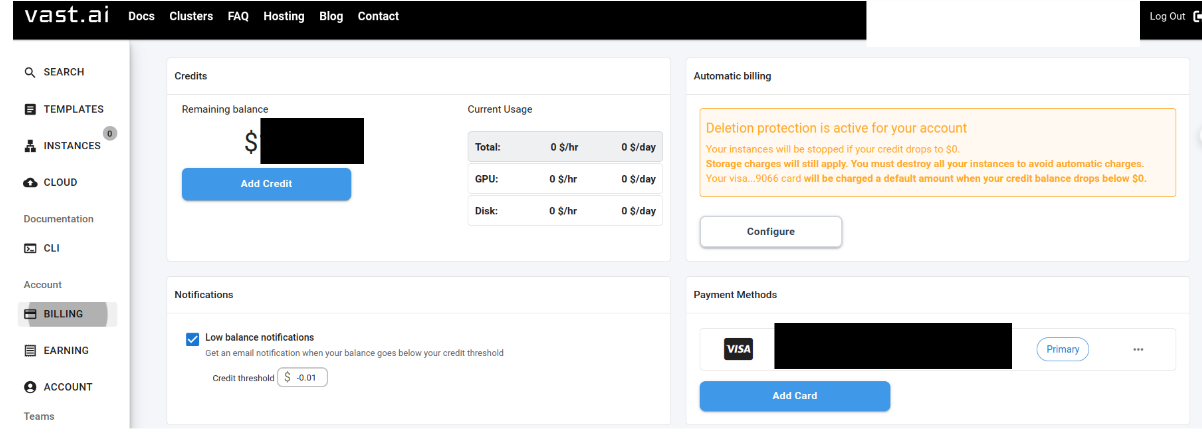 vast.ai Docs Clusters FAQ Hosting Blog Contact Log Out
SEARCH
TEMPLATES
INSTANCES 0
CLOUD
Documentation
CLI
Account
BILLING
EARNING
ACCOUNT
Teams
Credits
Remaining balance
$
Add Credit
Current Usage
Total: 0 $/hr 0 $/day
GPU: 0 $/hr 0 $/day
Disk: 0 $/hr 0 $/day
Automatic billing
Deletion protection is active for your account
Your instances will be stopped if your credit drops to $0.
Storage charges will still apply. You must destroy all your instances to avoid automatic charges.
Your visa...9066 card will be charged a default amount when your credit balance drops below $0.
Configure
Notifications
Low balance notifications
Get an email notification when your balance goes below your credit threshold
Credit threshold $ -0.01
Payment Methods
VISA Primary ...
Add Card